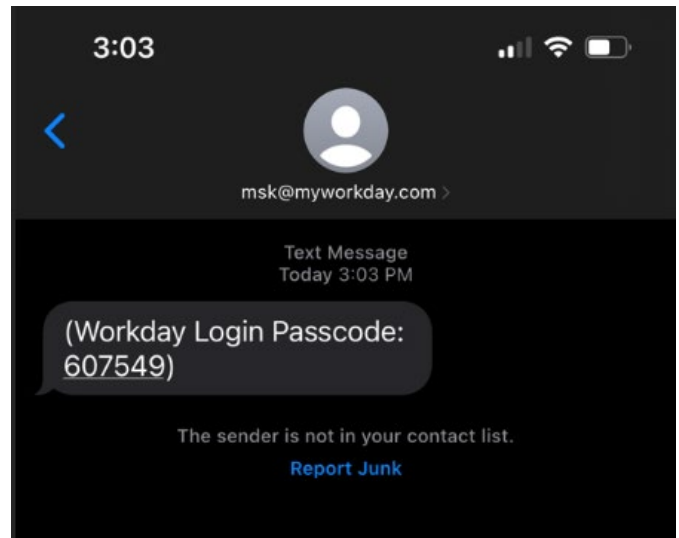 3:03
msk@myworkday.com >
Text Message
Today 3:03 PM
(Workday Login Passcode:
607549)
The sender is not in your contact list.
Report Junk